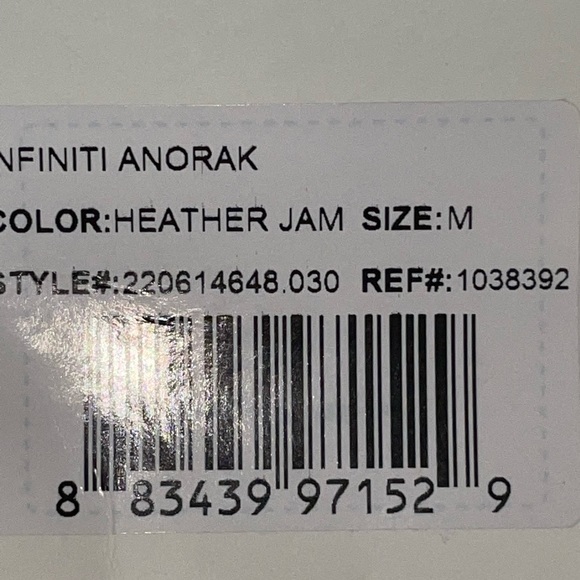 NFINITI ANORAK
COLOR:HEATHER JAM SIZE:M
STYLE#:220614648.030 REF#:1038392
8 83439 97152 9